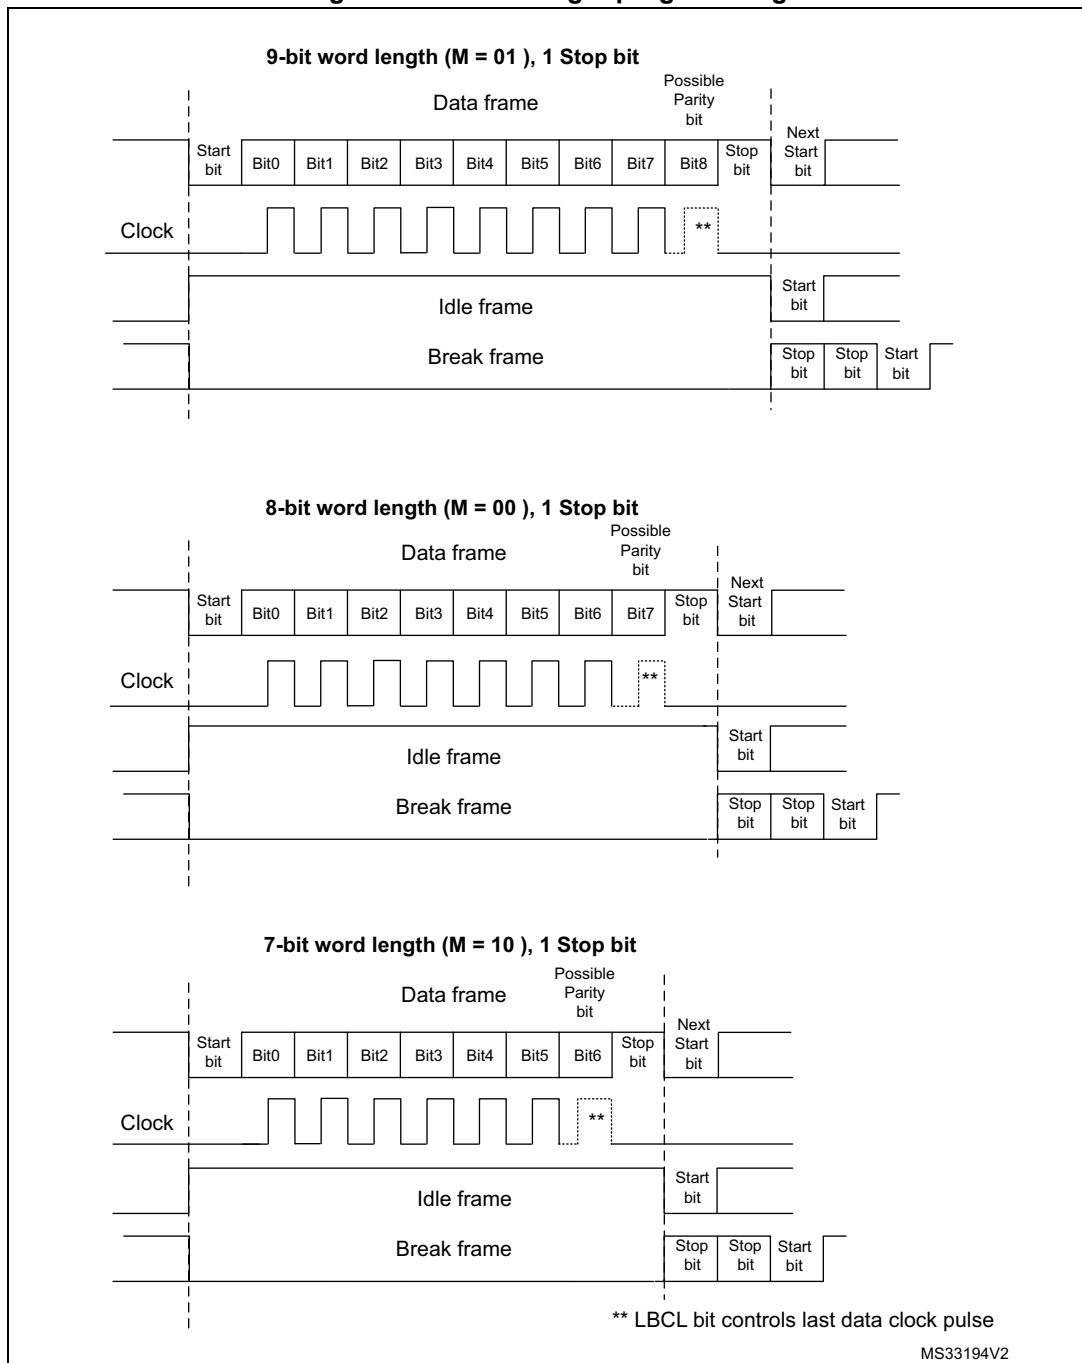 9-bit word length (M = 01 ), 1 Stop bit
Data frame
Possible
Parity
bit
Start
bit
Bit0 Bit1 Bit2 Bit3 Bit4 Bit5 Bit6 Bit7 Bit8
Stop
bit
Next
Start
bit
Clock
**
Idle frame
Start
bit
Break frame
Stop
bit
Stop
bit
Start
bit
8-bit word length (M = 00 ), 1 Stop bit
Data frame
Possible
Parity
bit
Start
bit
Bit0 Bit1 Bit2 Bit3 Bit4 Bit5 Bit6 Bit7
Stop
bit
Next
Start
bit
Clock
**
Idle frame
Start
bit
Break frame
Stop
bit
Stop
bit
Start
bit
7-bit word length (M = 10 ), 1 Stop bit
Data frame
Possible
Parity
bit
Start
bit
Bit0 Bit1 Bit2 Bit3 Bit4 Bit5 Bit6
Stop
bit
Next
Start
bit
Clock
**
Idle frame
Start
bit
Break frame
Stop
bit
Stop
bit
Start
bit
** LBCL bit controls last data clock pulse
MS33194V2